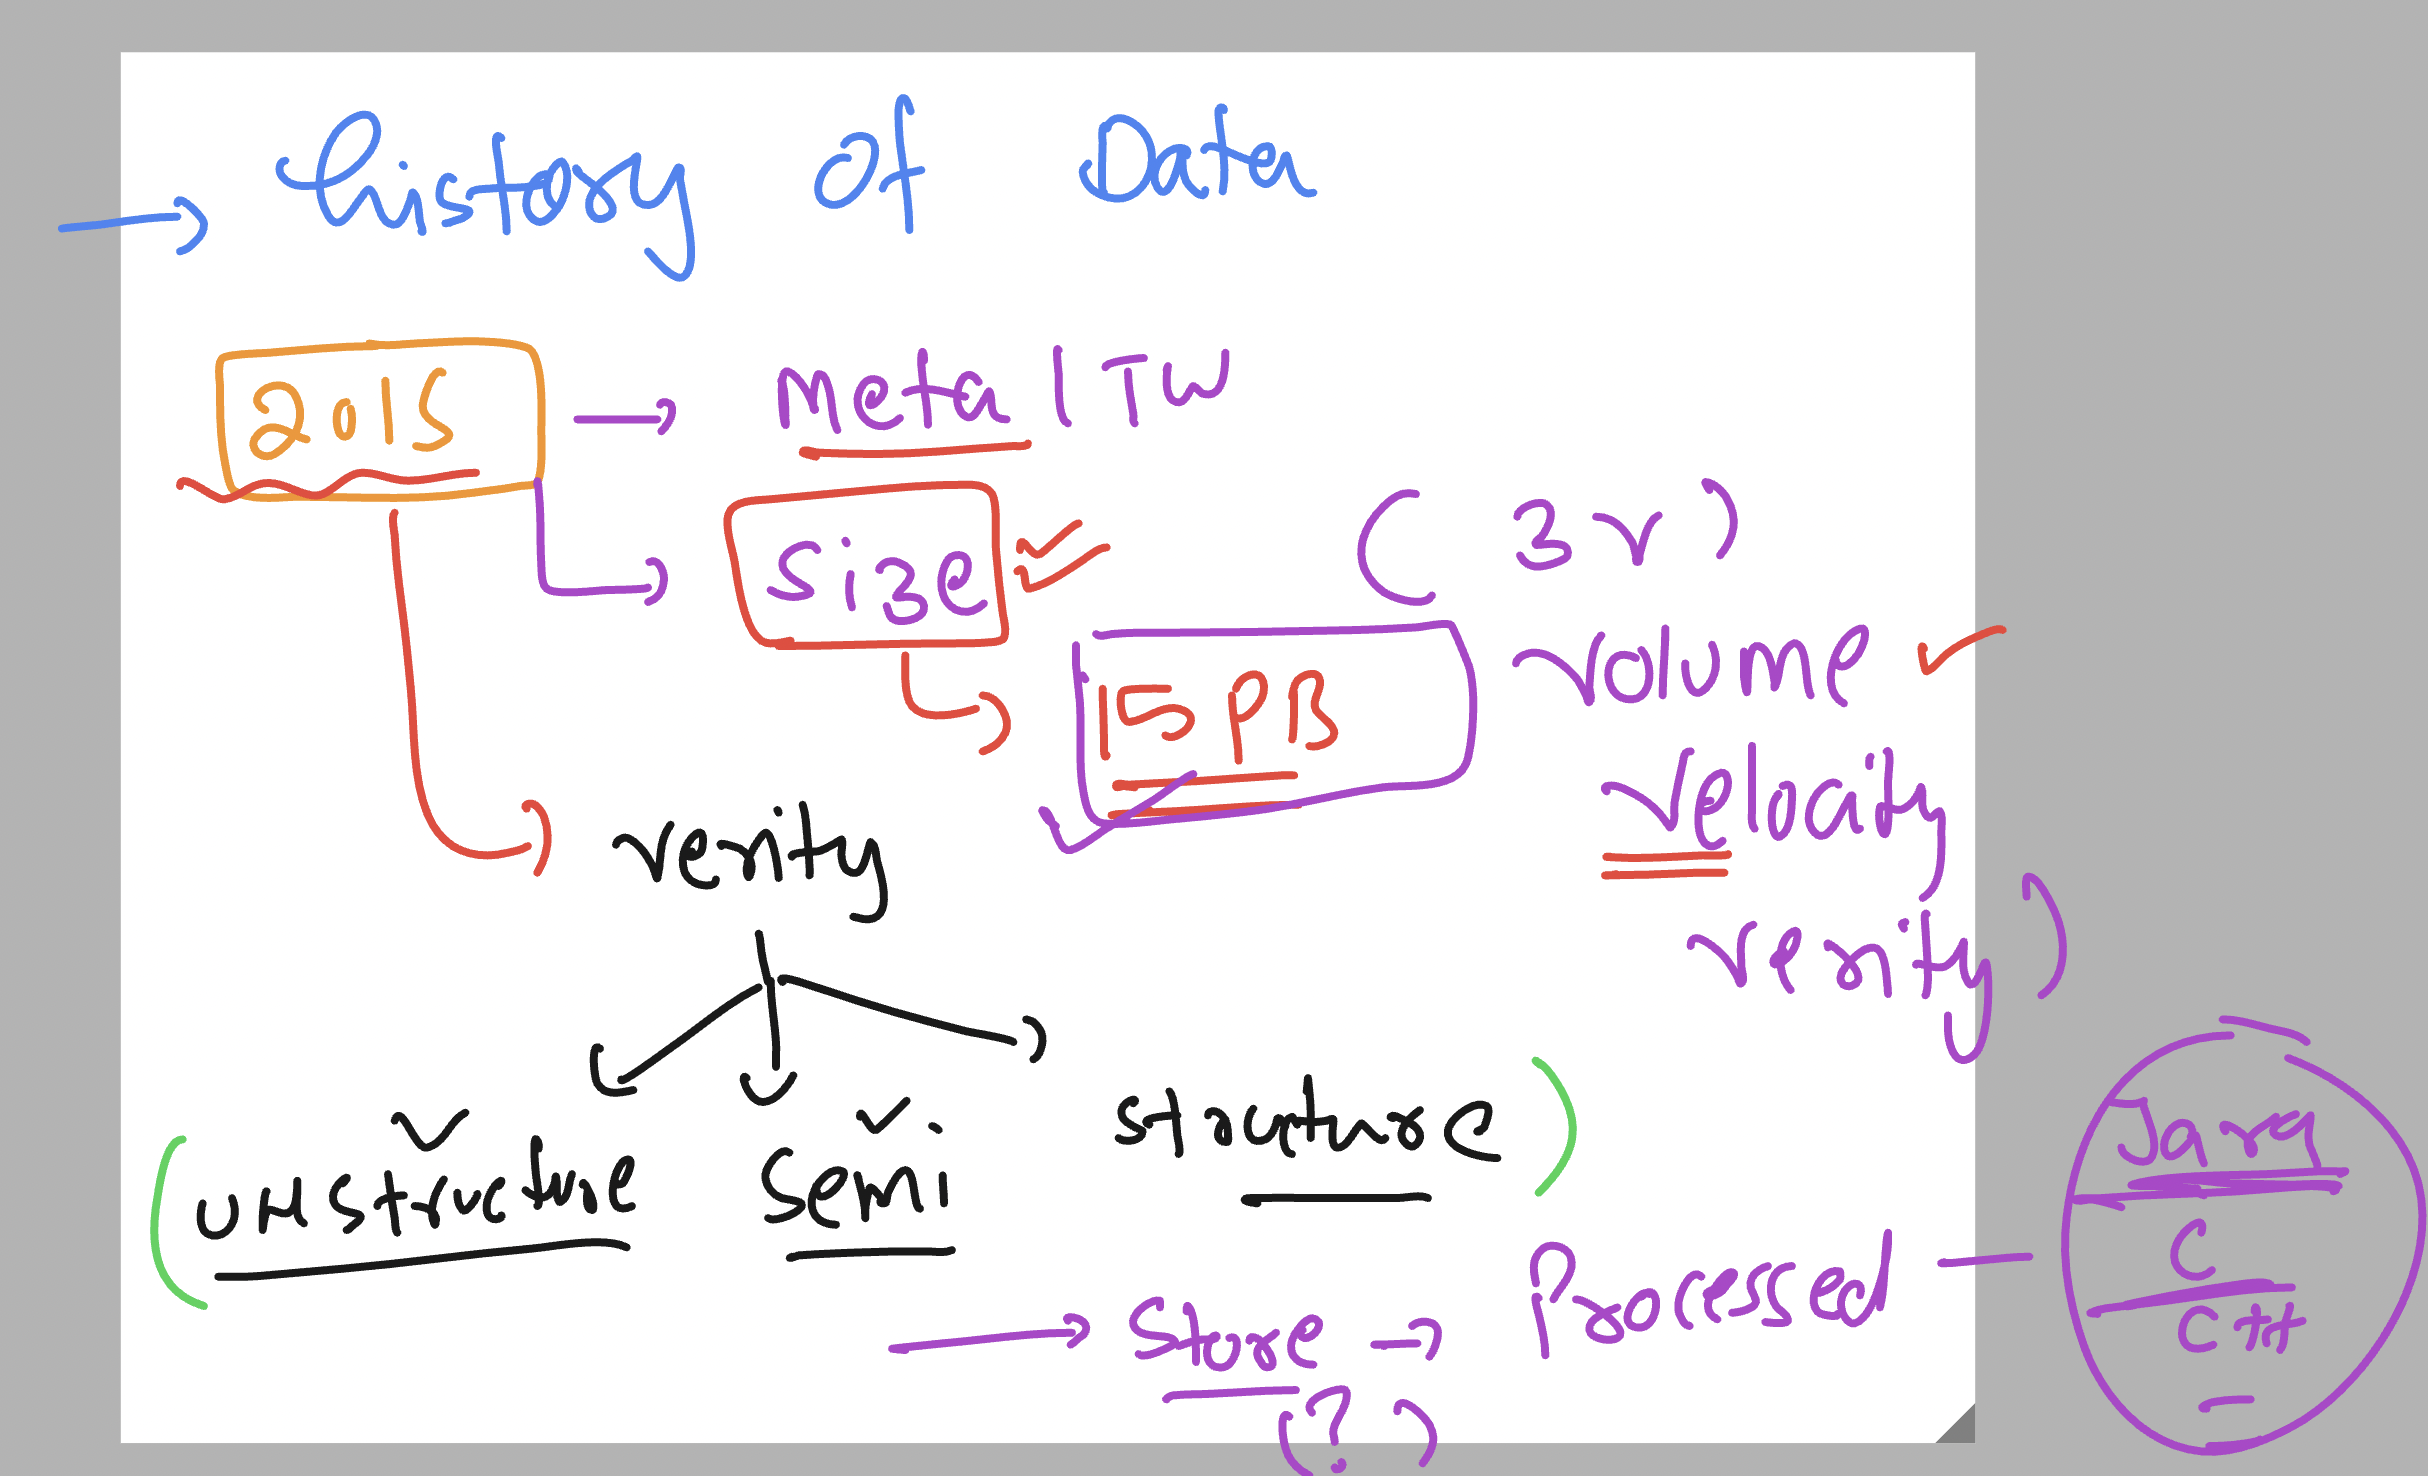 History of Data
2015 → Meta | TW
Size
(3V)
15 PB
Volume
Velocity
Verity
verity
unstructure
semi
structure
Store → Processed —
(?)
Java
C
C++